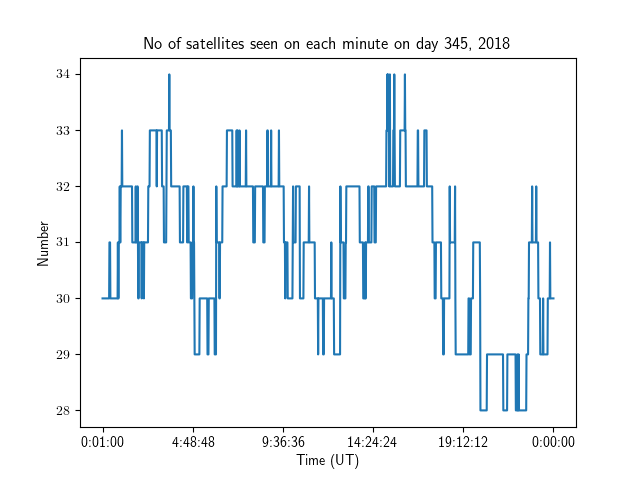 No of satellites seen on each minute on day 345, 2018
34
33
32
31
30
29
28
Number
0:01:00 4:48:48 9:36:36 14:24:24 19:12:12 0:00:00
Time (UT)